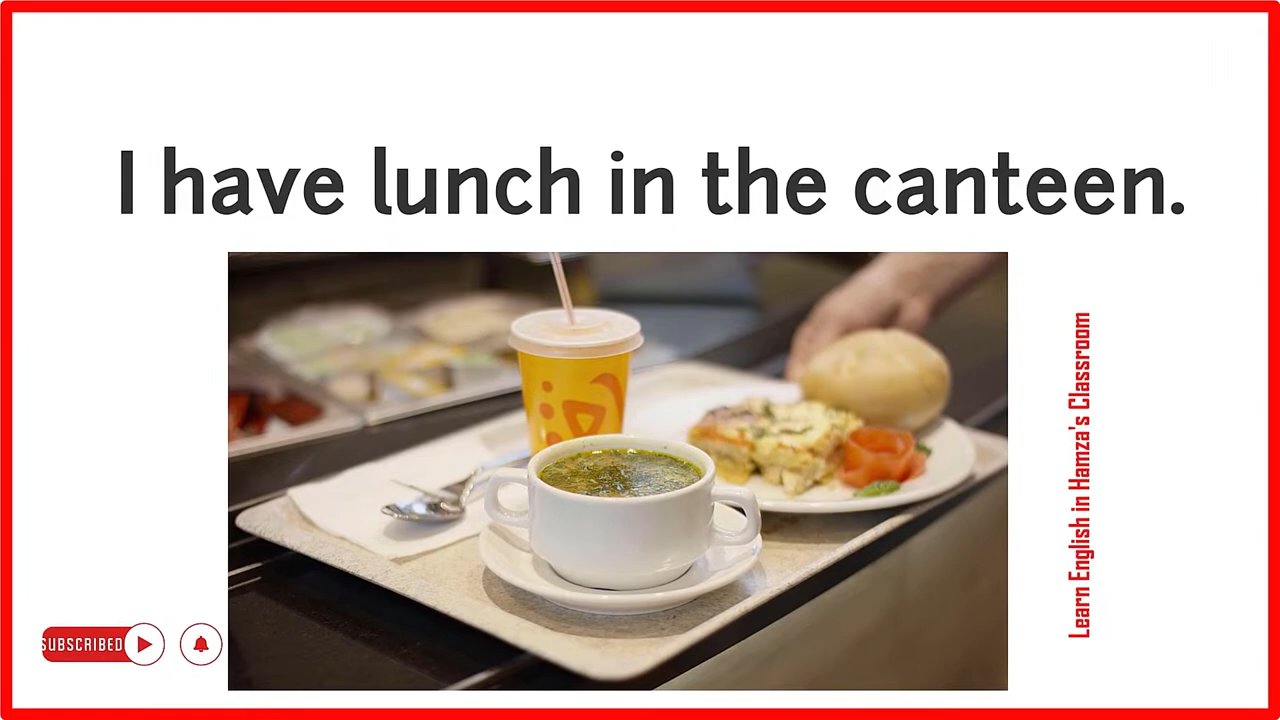 I have lunch in the canteen.
Learn English in Hamza's Classroom
SUBSCRIBED